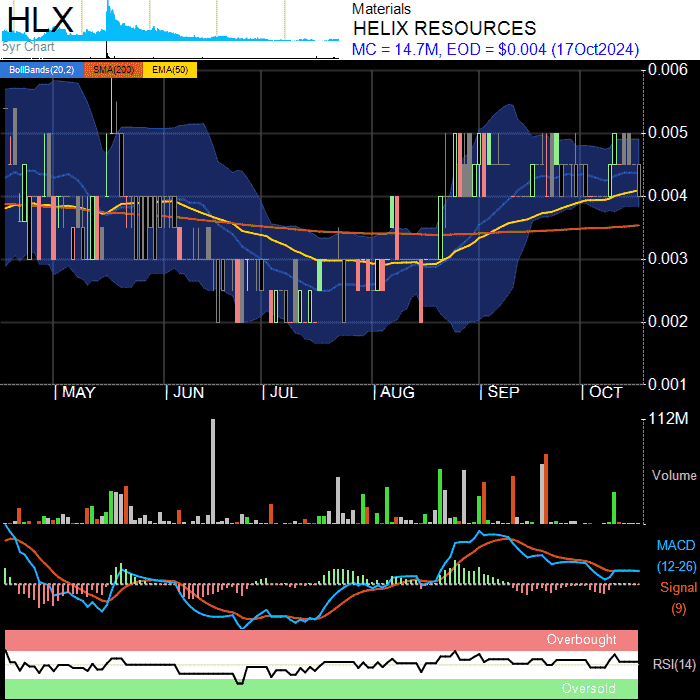 HLX
5yr Chart
Materials
HELIX RESOURCES
MC = 14.7M, EOD = $0.004 (17Oct2024)
BollBands(20,2) SMA(200) EMA(50)
0.006
0.005
0.004
0.003
0.002
0.001
MAY JUN JUL AUG SEP OCT
112M
Volume
MACD
(12-26)
Signal
(9)
Overbought
RSI(14)
Oversold